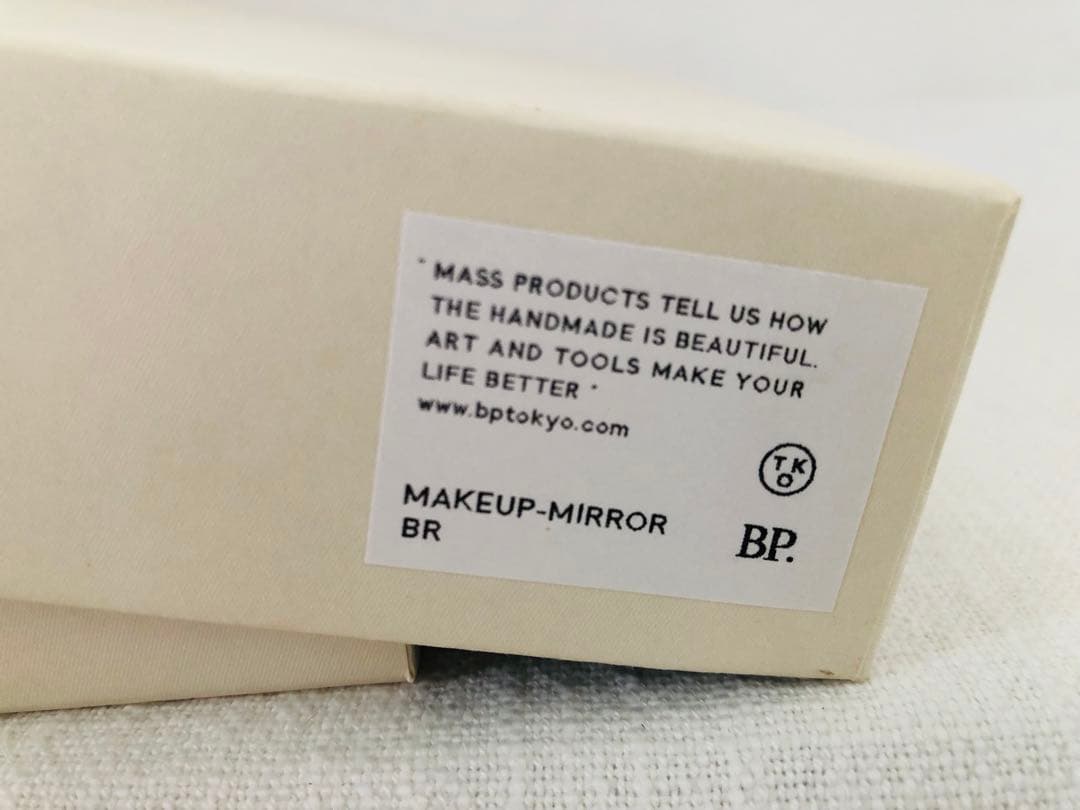 " MASS PRODUCTS TELL US HOW
THE HANDMADE IS BEAUTIFUL.
ART AND TOOLS MAKE YOUR
LIFE BETTER "
www.bptokyo.com
TKO
MAKEUP-MIRROR
BR
BP.